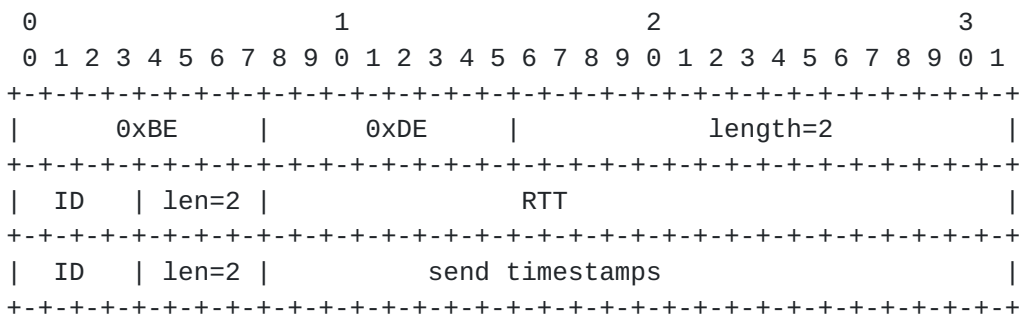 0                   1                   2                   3
 0 1 2 3 4 5 6 7 8 9 0 1 2 3 4 5 6 7 8 9 0 1 2 3 4 5 6 7 8 9 0 1
+-+-+-+-+-+-+-+-+-+-+-+-+-+-+-+-+-+-+-+-+-+-+-+-+-+-+-+-+-+-+-+-+
|      0xBE     |      0xDE     |            length=2           |
+-+-+-+-+-+-+-+-+-+-+-+-+-+-+-+-+-+-+-+-+-+-+-+-+-+-+-+-+-+-+-+-+
|  ID   | len=2 |                RTT                            |
+-+-+-+-+-+-+-+-+-+-+-+-+-+-+-+-+-+-+-+-+-+-+-+-+-+-+-+-+-+-+-+-+
|  ID   | len=2 |          send timestamps                      |
+-+-+-+-+-+-+-+-+-+-+-+-+-+-+-+-+-+-+-+-+-+-+-+-+-+-+-+-+-+-+-+-+